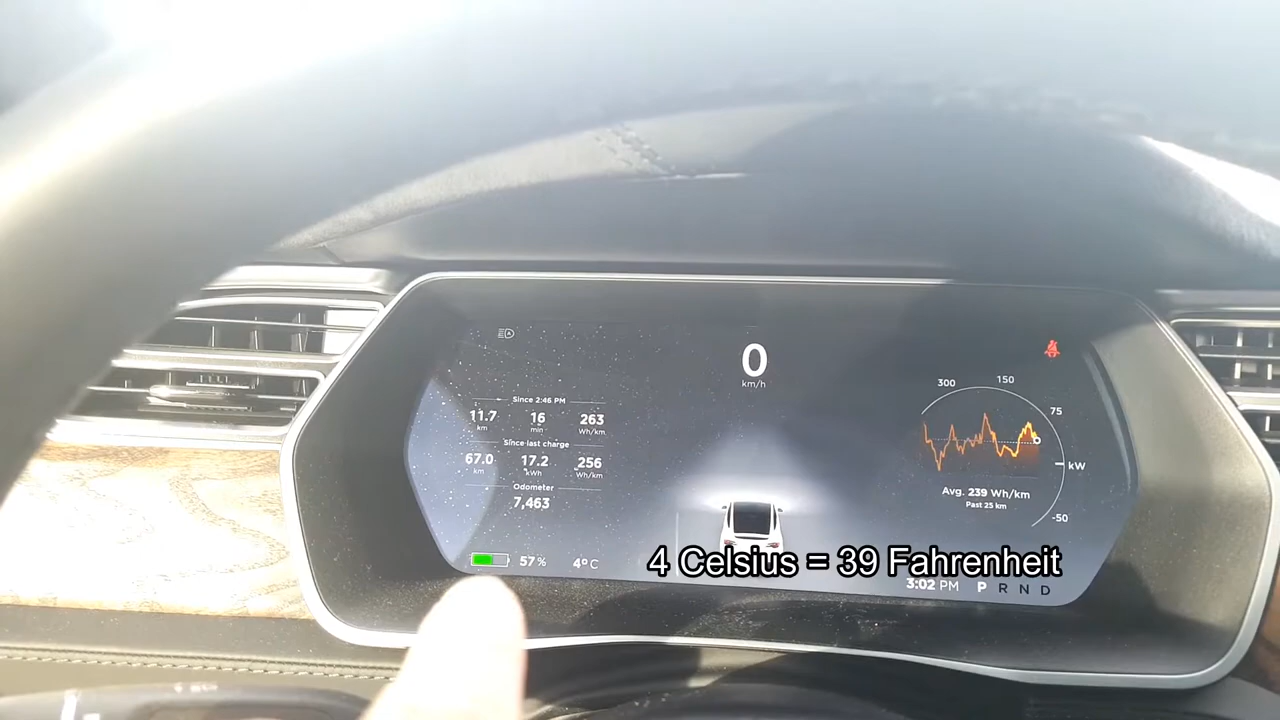 0
km/h
Since 2:46 PM
11.7 16 263
km min Wh/km
Since last charge
67.0 17.2 256
km kWh Wh/km
Odometer
7,463
57% 4°C
300 150
75
kW
-50
Avg. 239 Wh/km
Past 25 km
4 Celsius = 39 Fahrenheit
3:02 PM P R N D